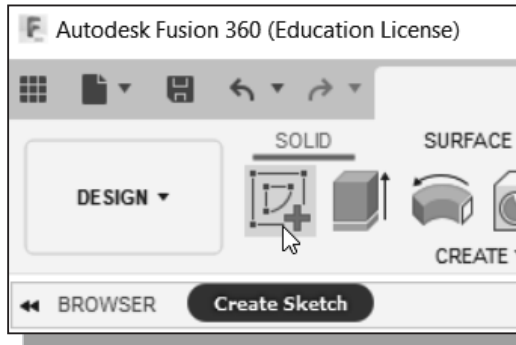 Autodesk Fusion 360 (Education License)
SOLID
SURFACE
DESIGN
CREATE
BROWSER
Create Sketch